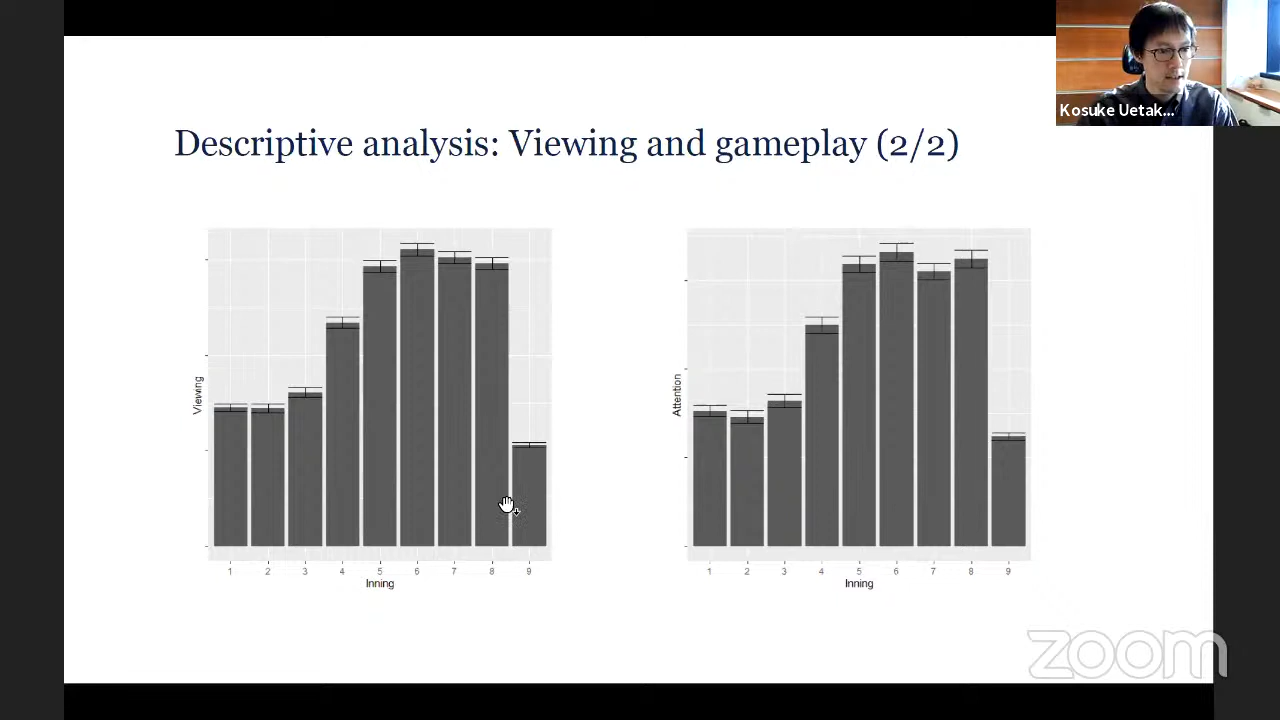 Kosuke Uetak...
Descriptive analysis: Viewing and gameplay (2/2)
Viewing
1 2 3 4 5 6 7 8 9
Inning
Attention
1 2 3 4 5 6 7 8 9
Inning
zoom